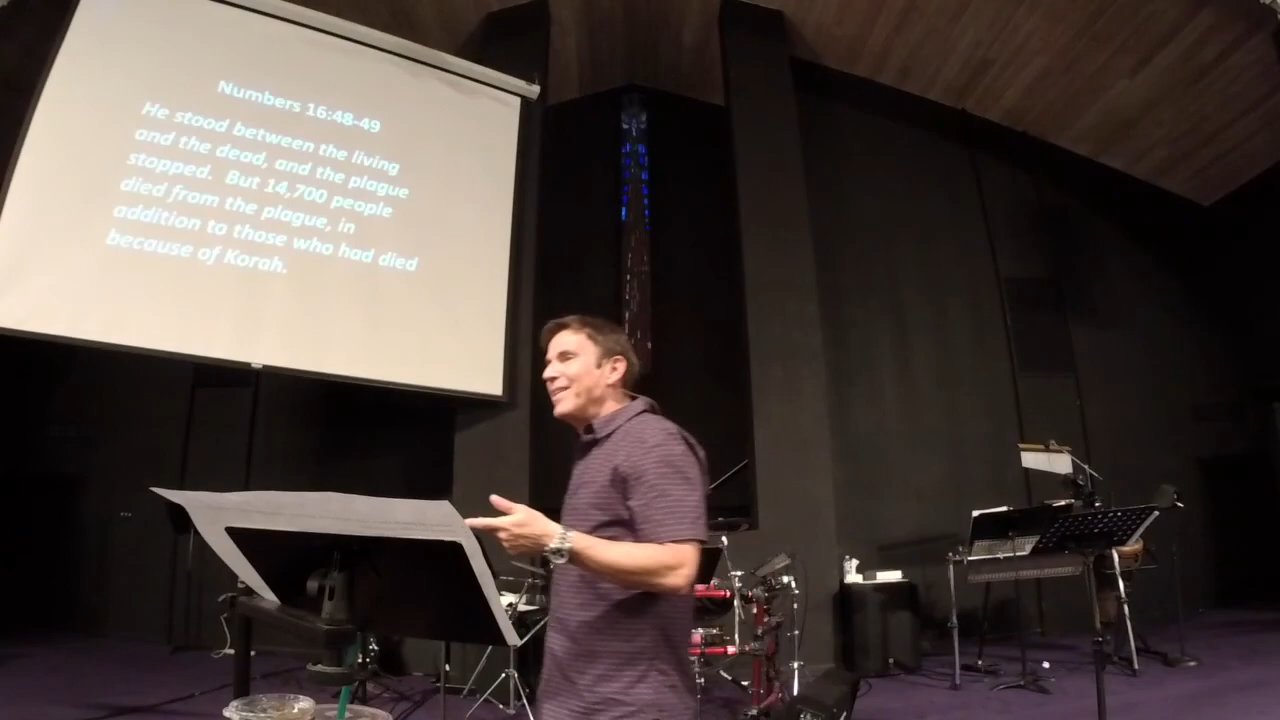 Numbers 16:48-49
He stood between the living
and the dead, and the plague
stopped. But 14,700 people
died from the plague, in
addition to those who had died
because of Korah.